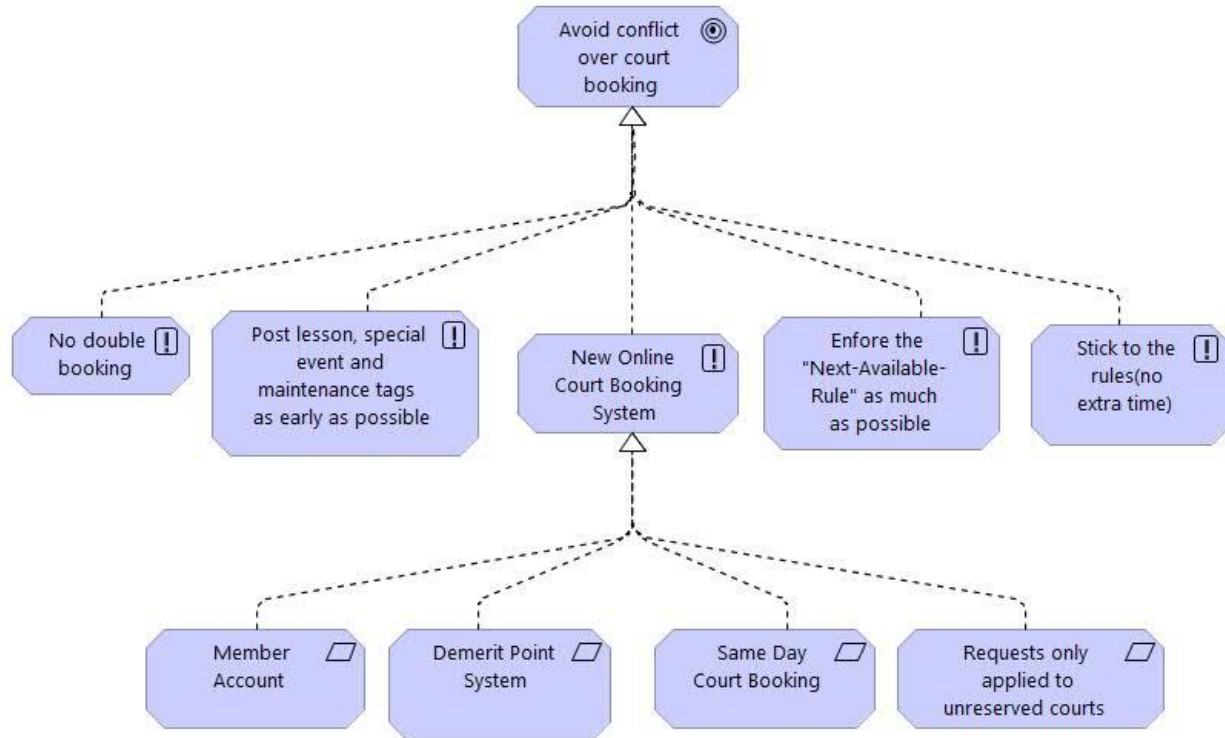 Avoid conflict
over court
booking
No double
booking
Post lesson, special
event and
maintenance tags
as early as possible
New Online
Court Booking
System
Enfore the
"Next-Available-
Rule" as much
as possible
Stick to the
rules(no
extra time)
Member
Account
Demerit Point
System
Same Day
Court Booking
Requests only
applied to
unreserved courts